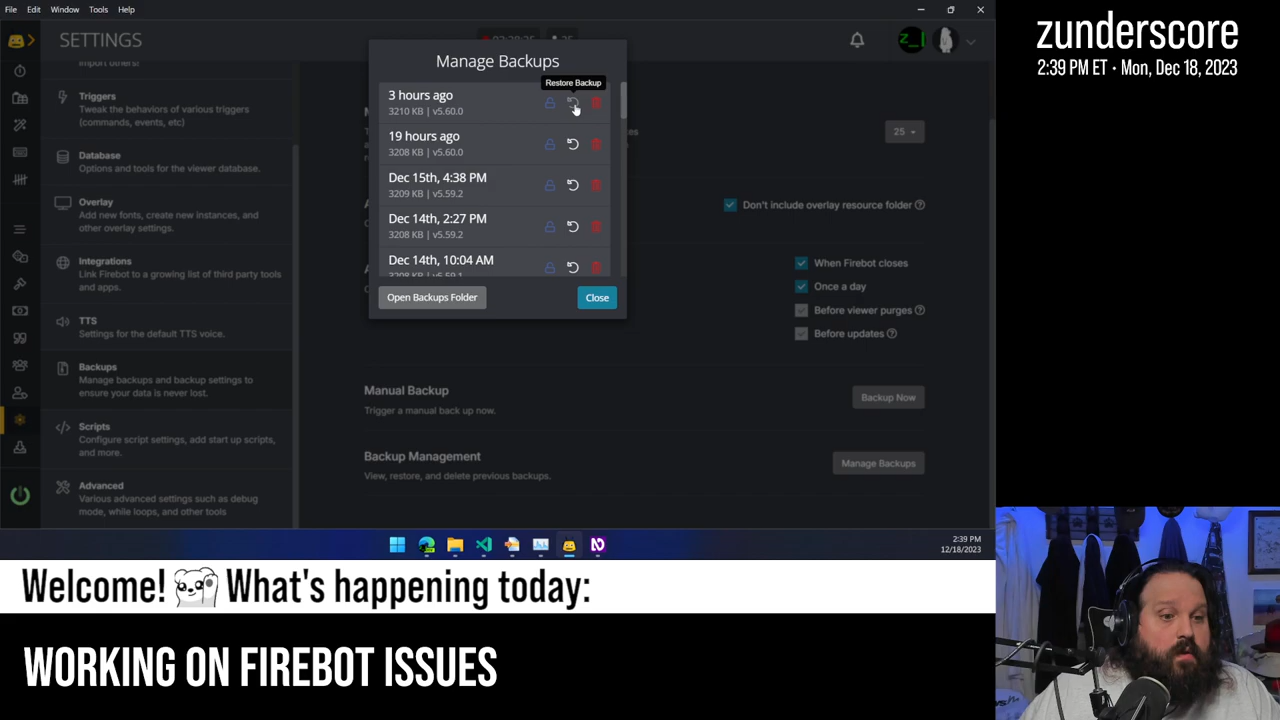 File Edit Window Tools Help
SETTINGS
import others!
Triggers
Tweak the behaviors of various triggers
(commands, events, etc)
Database
Options and tools for the viewer database.
Overlay
Add new fonts, create new instances, and
other overlay settings.
Integrations
Link Firebot to a growing list of third party tools
and apps.
TTS
Settings for the default TTS voice.
Backups
Manage backups and backup settings to
ensure your data is never lost.
Scripts
Configure script settings, add start up scripts,
and more.
Advanced
Various advanced settings such as debug
mode, while loops, and other tools
Manage Backups
Restore Backup
3 hours ago
3210 KB | v5.60.0
19 hours ago
3208 KB | v5.60.0
Dec 15th, 4:38 PM
3209 KB | v5.59.2
Dec 14th, 2:27 PM
3208 KB | v5.59.2
Dec 14th, 10:04 AM
3208 KB | v5.59.1
Open Backups Folder
Close
25
Don't include overlay resource folder
When Firebot closes
Once a day
Before viewer purges
Before updates
Manual Backup
Trigger a manual back up now.
Backup Now
Backup Management
View, restore, and delete previous backups.
Manage Backups
2:39 PM
12/18/2023
zunderscore
2:39 PM ET • Mon, Dec 18, 2023
Welcome! What's happening today:
WORKING ON FIREBOT ISSUES